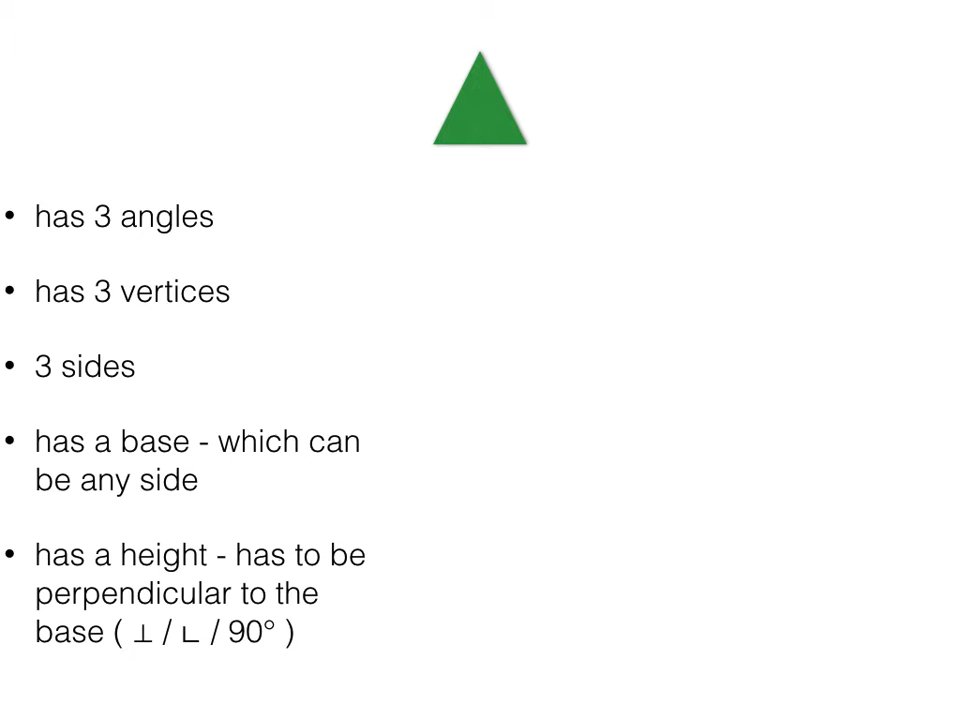 • has 3 angles
• has 3 vertices
• 3 sides
• has a base - which can
be any side
• has a height - has to be
perpendicular to the
base ( ⊥ / ∟ / 90° )